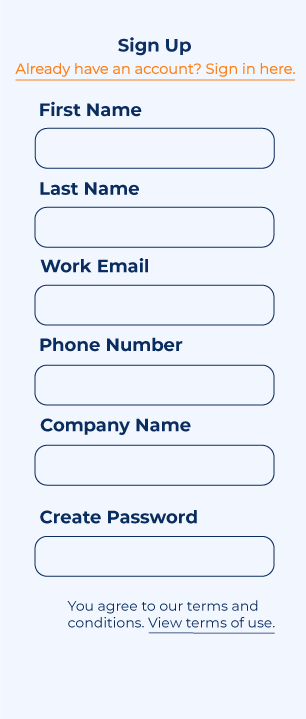 Sign Up
Already have an account? Sign in here.
First Name
Last Name
Work Email
Phone Number
Company Name
Create Password
You agree to our terms and
conditions. View terms of use.